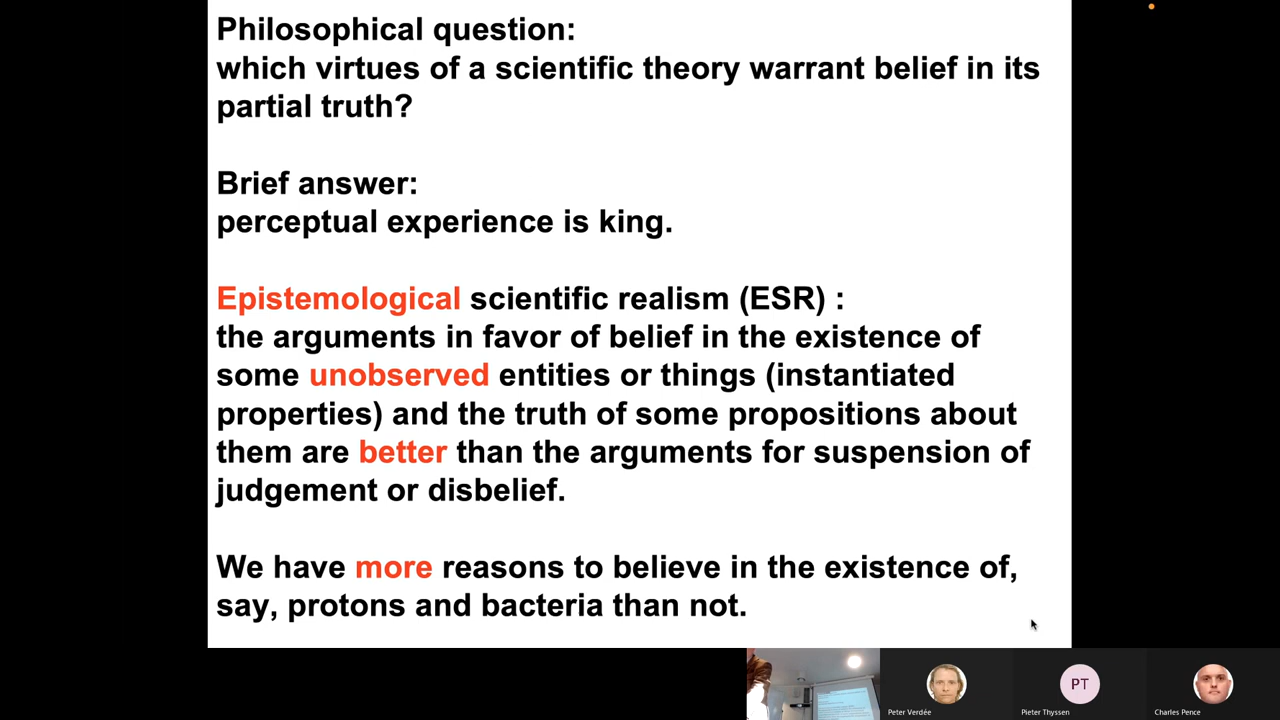 Philosophical question:
which virtues of a scientific theory warrant belief in its
partial truth?
Brief answer:
perceptual experience is king.
Epistemological scientific realism (ESR) :
the arguments in favor of belief in the existence of
some unobserved entities or things (instantiated
properties) and the truth of some propositions about
them are better than the arguments for suspension of
judgement or disbelief.
We have more reasons to believe in the existence of,
say, protons and bacteria than not.
PT
Peter Verdée
Pieter Thyssen
Charles Pence